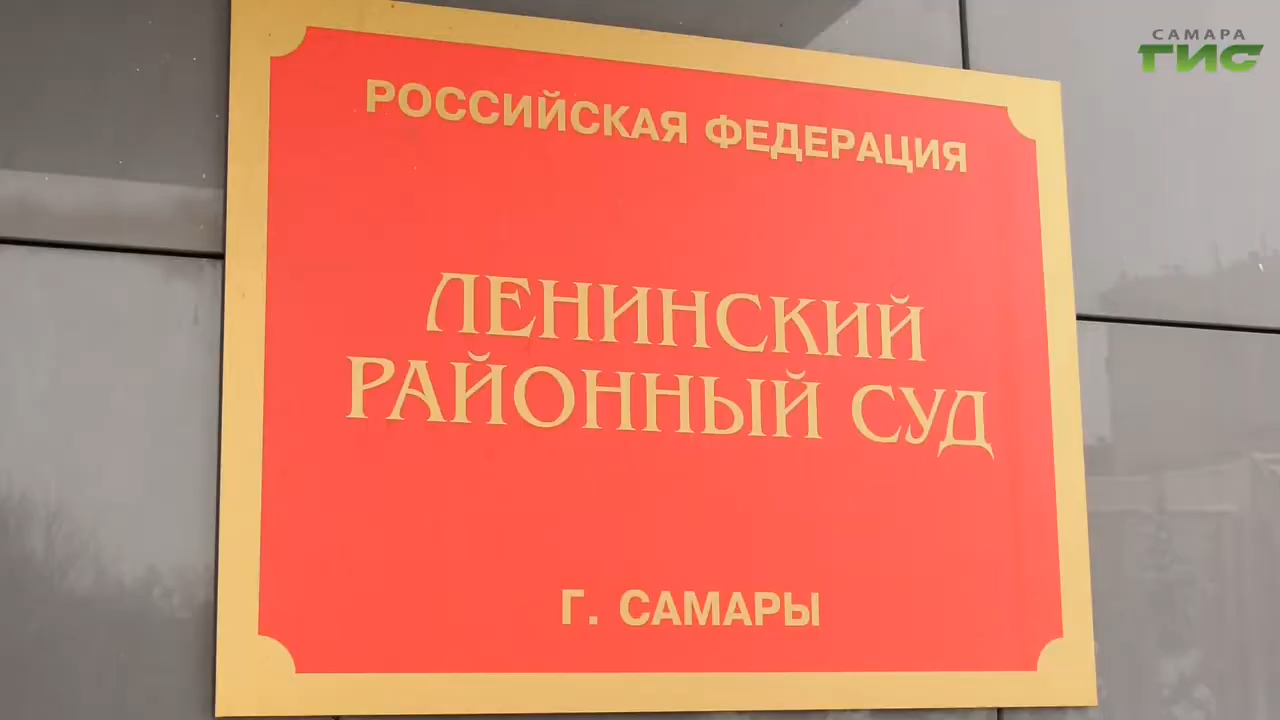 САМАРА
ГИС
РОССИЙСКАЯ ФЕДЕРАЦИЯ
ЛЕНИНСКИЙ
РАЙОННЫЙ СУД
Г. САМАРЫ